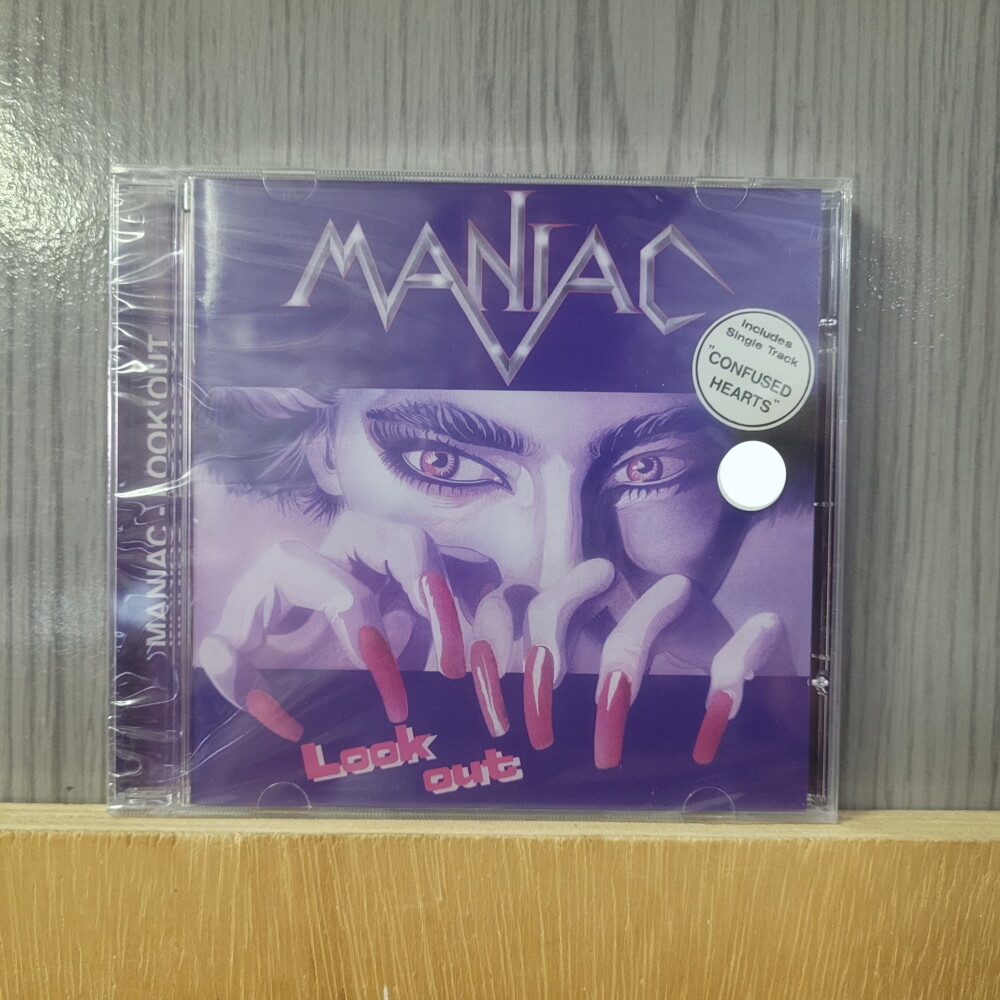 MANIAC
Includes
Single Track
"CONFUSED
HEARTS"
Look
out
MANIAC - LOOK OUT